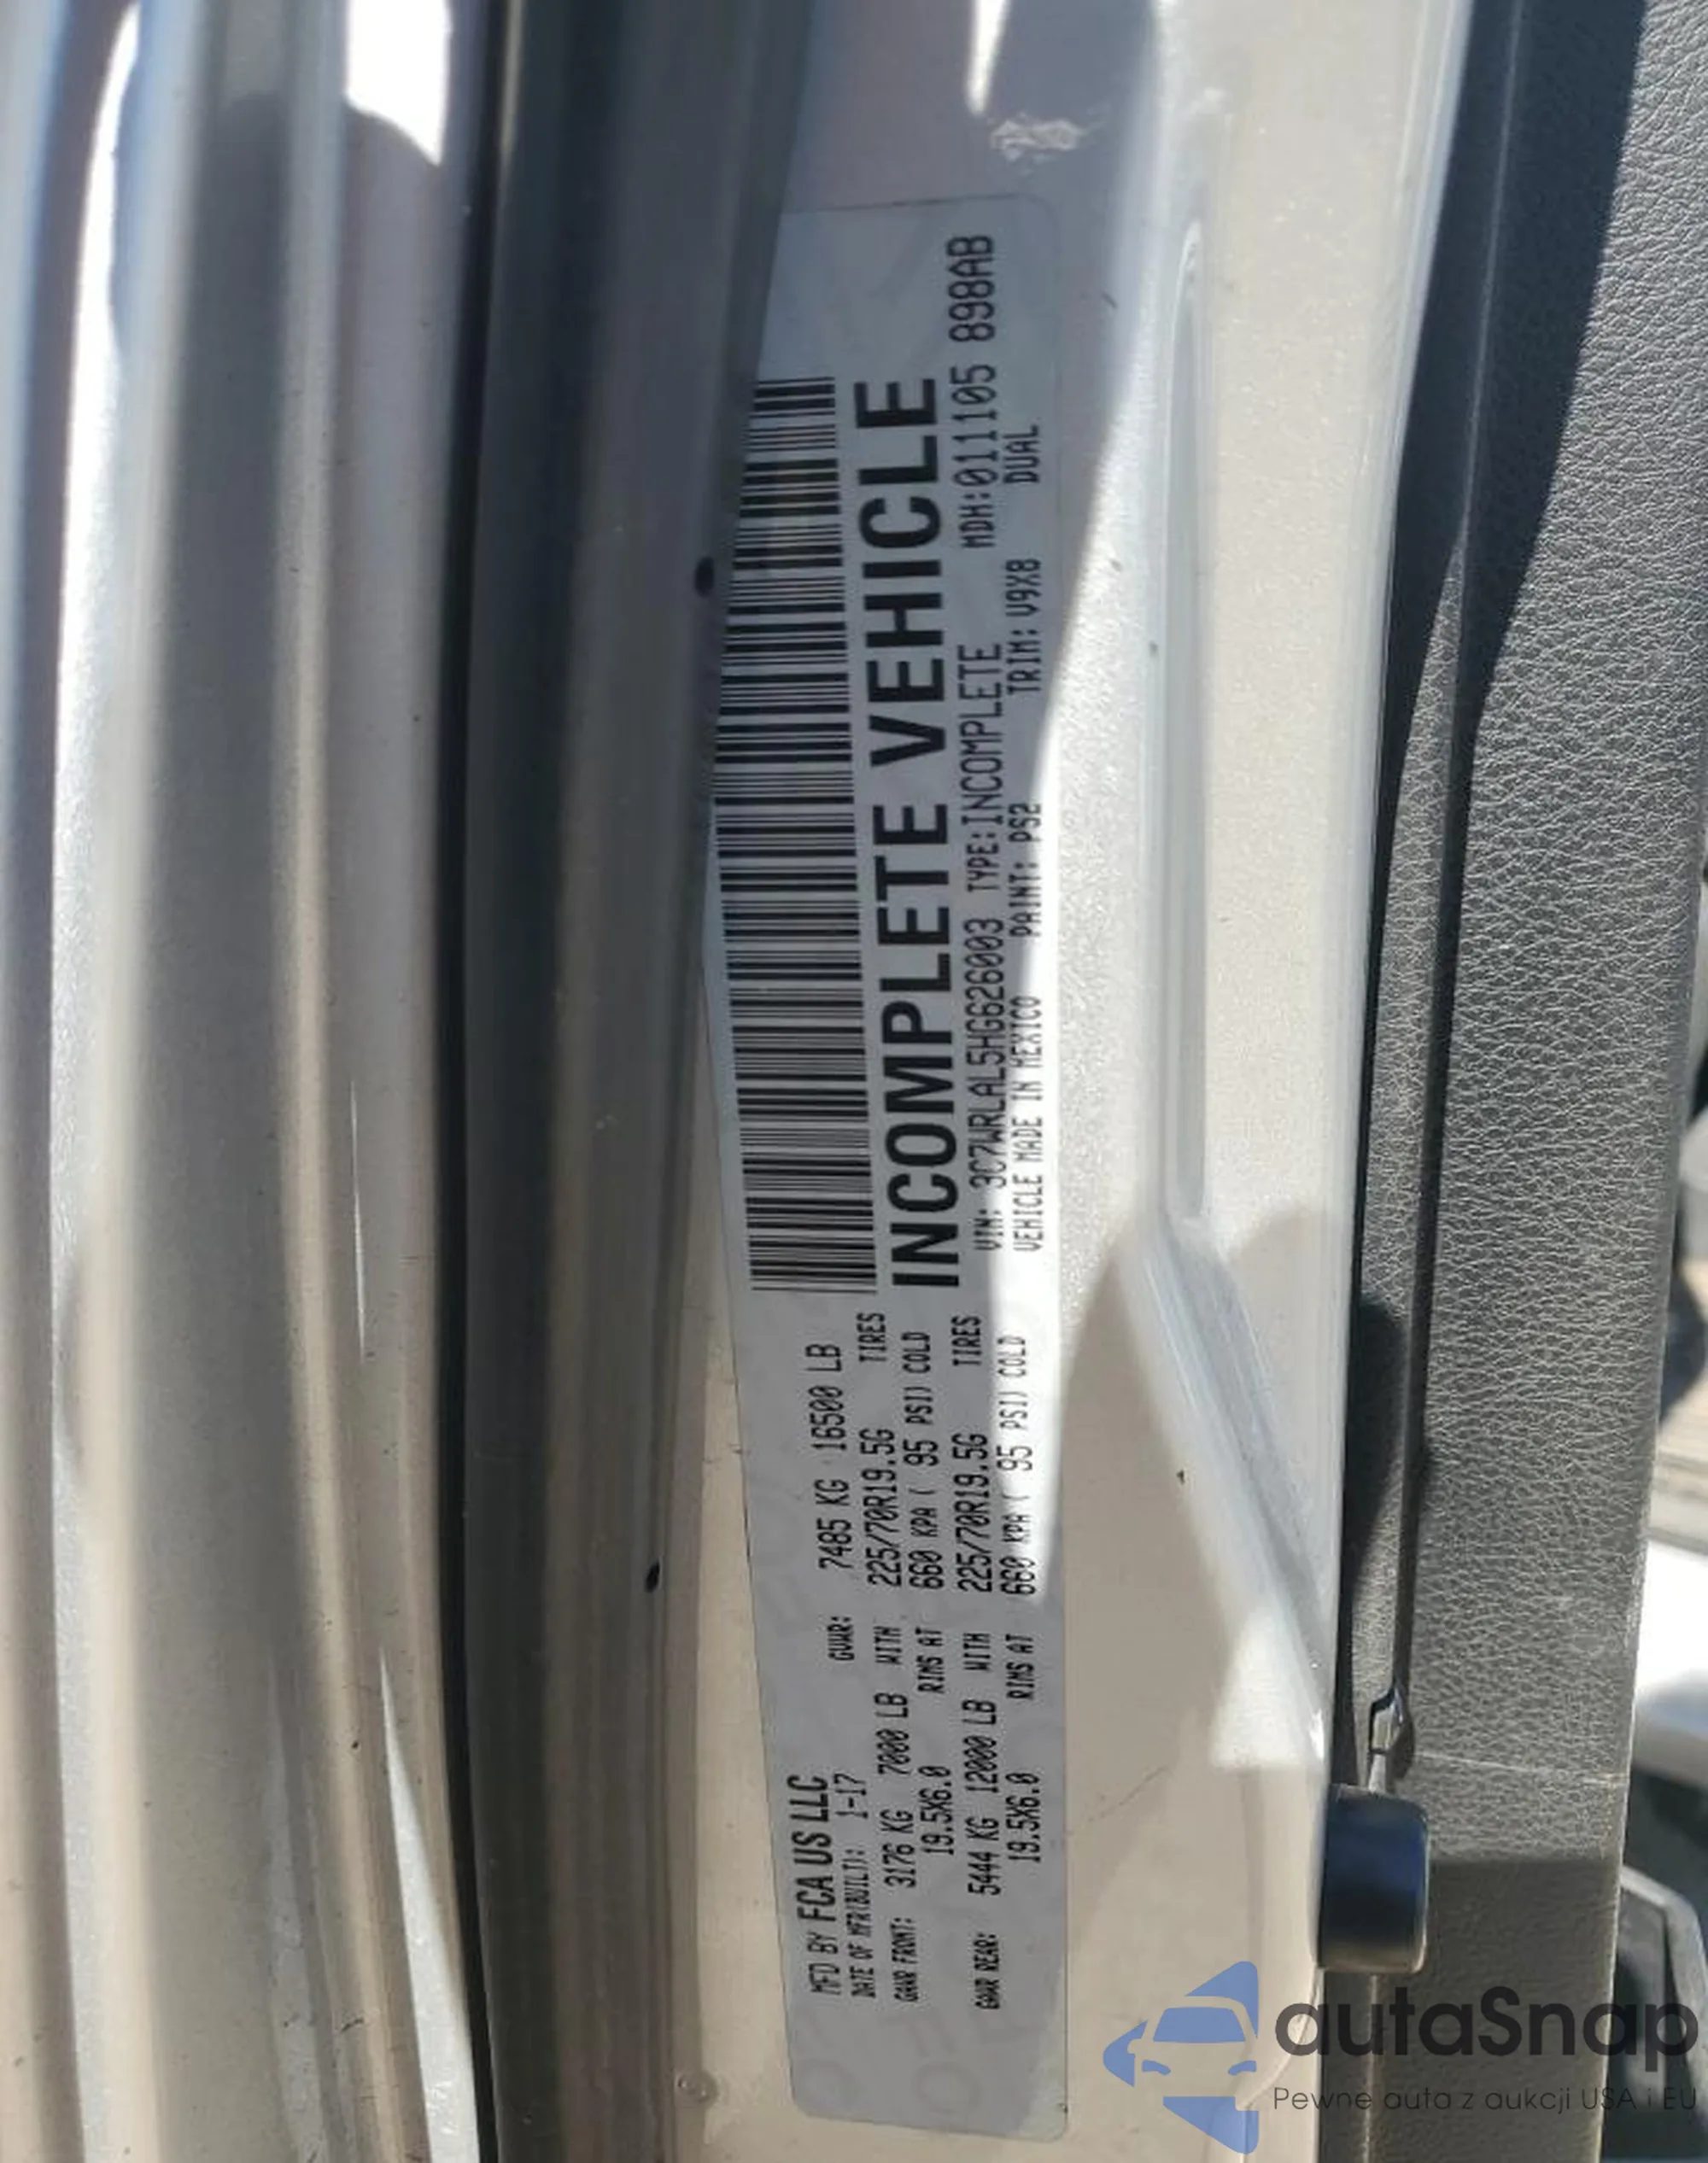 MFD BY FCA US LLC
DATE OF MFR(BUILT): 1-17
GVWR: 7485 KG 16500 LB
GAWR FRONT: 3176 KG 7000 LB WITH 225/70R19.5G TIRES
19.5X6.0 RIMS AT 660 KPA ( 95 PSI) COLD
GAWR REAR: 5444 KG 12000 LB WITH 225/70R19.5G TIRES
19.5X6.0 RIMS AT 660 KPA ( 95 PSI) COLD
INCOMPLETE VEHICLE
VIN: 3C7WRLAL5HG626003 TYPE:INCOMPLETE MDH:011105 898AB
VEHICLE MADE IN MEXICO PAINT: PS2 TRIM: V9X8 DUAL
autaSnap
Pewne auta z aukcji USA i EU